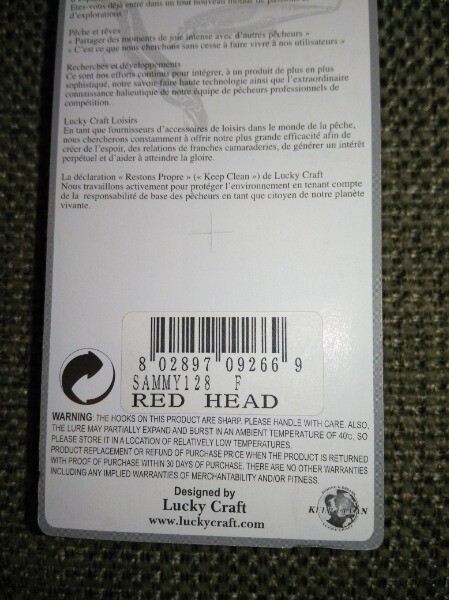 Etes-vous déjà entré dans un tout nouveau monde de
d'explorations !
Pêche et rêves
« Partager des moments de joie intense avec d'autres pêcheurs »
« C'est ce que nous cherchons sans cesse à faire vivre à nos utilisateurs »
Recherches et développements
Ce sont nos efforts continus pour intégrer, à un produit de plus en plus
sophistiqué, notre savoir-faire haute technologie ainsi que l'extraordinaire
connaissance halieutique de notre équipe de pêcheurs professionnels de
compétition.
Lucky Craft Loisirs
En tant que fournisseurs d'accessoires de loisirs dans le monde de la pêche,
nous chercherons constamment à offrir notre plus grande efficacité afin de
créer de l'espoir, des relations de franches camaraderies, de générer un intérêt
perpétuel et d'aider à atteindre la gloire.
La déclaration « Restons Propre » (« Keep Clean ») de Lucky Craft
Nous travaillons activement pour protéger l'environnement en tenant compte
de la responsabilité de base des pêcheurs en tant que citoyen de notre planète
vivante.
8 02897 09266 9
SAMMY128 F
RED HEAD
WARNING: THE HOOKS ON THIS PRODUCT ARE SHARP. PLEASE HANDLE WITH CARE. ALSO,
THE LURE MAY PARTIALLY EXPAND AND BURST IN AN AMBIENT TEMPERATURE OF 40℃. SO
PLEASE STORE IT IN A LOCATION OF RELATIVELY LOW TEMPERATURES.
PRODUCT REPLACEMENT OR REFUND OF PURCHASE PRICE WHEN THE PRODUCT IS RETURNED
WITH PROOF OF PURCHASE WITHIN 30 DAYS OF PURCHASE. THERE ARE NO OTHER WARRANTIES
INCLUDING ANY IMPLIED WARRANTIES OF MERCHANTABILITY AND/OR FITNESS.
Designed by
Lucky Craft
www.luckycraft.com
KEEP CLEAN